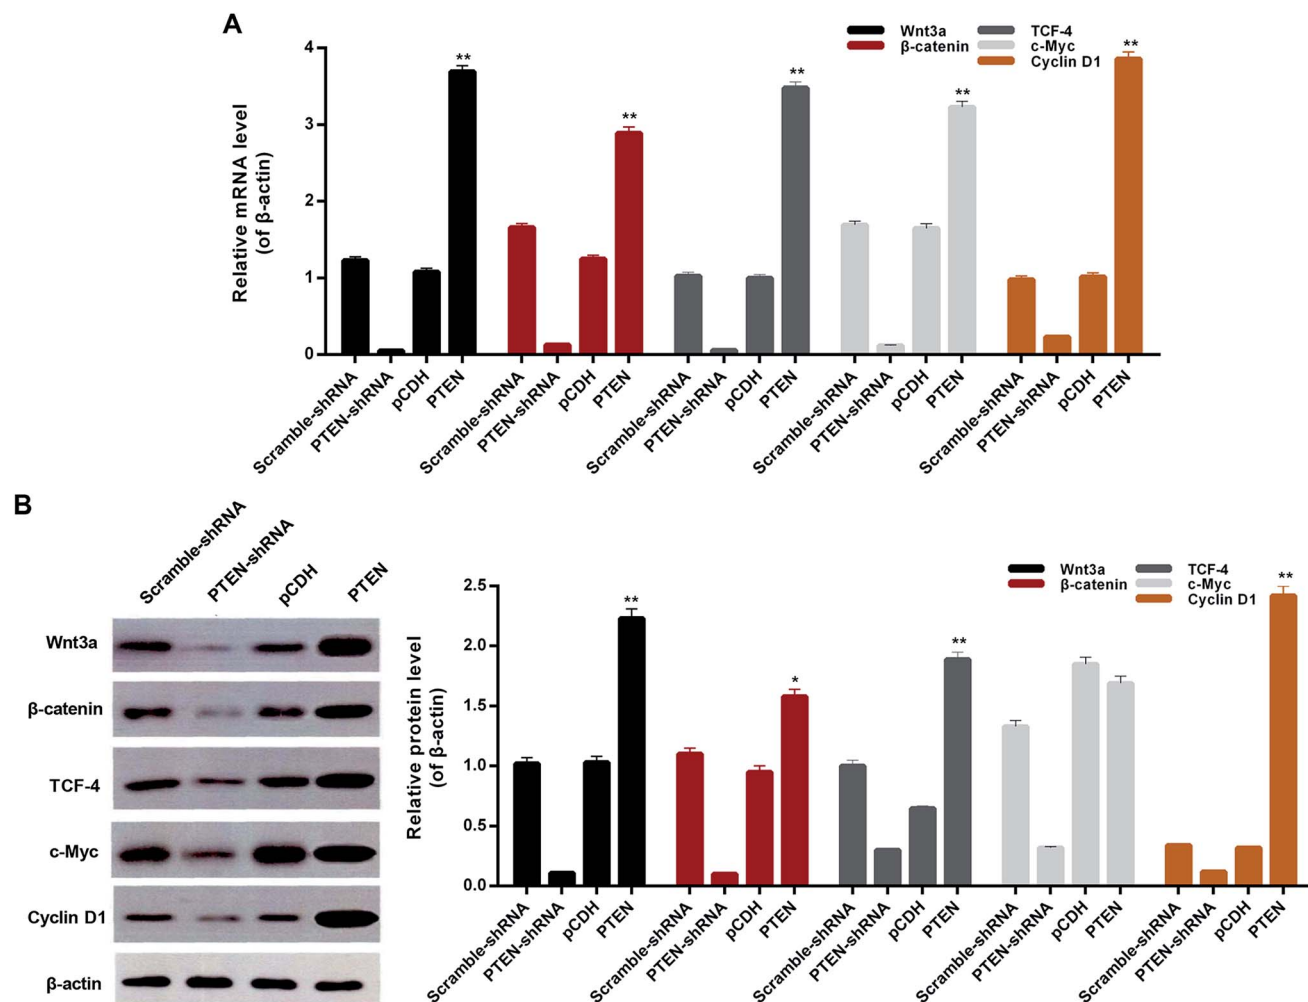 A
Wnt3a
β-catenin
TCF-4
c-Myc
Cyclin D1
Relative mRNA level
(of β-actin)
4
3
2
1
0
** ** ** ** **
Scramble-shRNA PTEN-shRNA pCDH PTEN Scramble-shRNA PTEN-shRNA pCDH PTEN Scramble-shRNA PTEN-shRNA pCDH PTEN Scramble-shRNA PTEN-shRNA pCDH PTEN Scramble-shRNA PTEN-shRNA pCDH PTEN
B
Scramble-shRNA PTEN-shRNA pCDH PTEN
Wnt3a
β-catenin
TCF-4
c-Myc
Cyclin D1
β-actin
Wnt3a
β-catenin
TCF-4
c-Myc
Cyclin D1
Relative protein level
(of β-actin)
2.5
2.0
1.5
1.0
0.5
0.0
** * ** **
Scramble-shRNA PTEN-shRNA pCDH PTEN Scramble-shRNA PTEN-shRNA pCDH PTEN Scramble-shRNA PTEN-shRNA pCDH PTEN Scramble-shRNA PTEN-shRNA pCDH PTEN Scramble-shRNA PTEN-shRNA pCDH PTEN